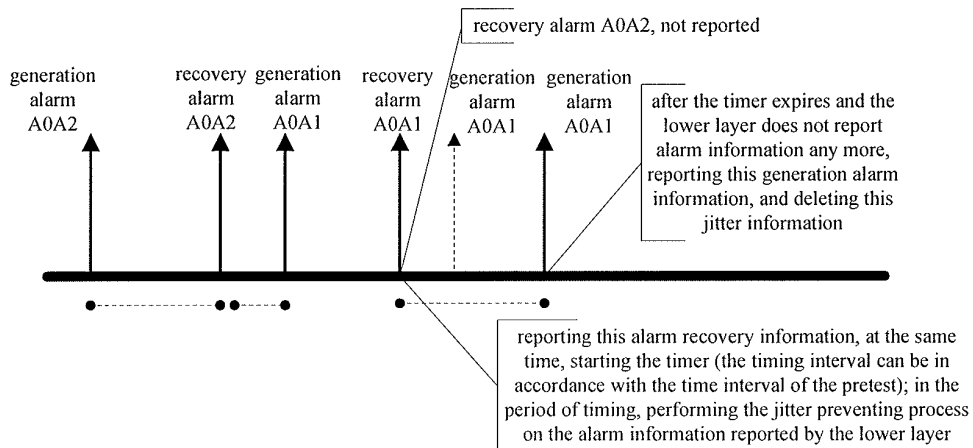 recovery alarm A0A2, not reported
generation
alarm
A0A2
recovery
alarm
A0A2
generation
alarm
A0A1
recovery
alarm
A0A1
generation
alarm
A0A1
generation
alarm
A0A1
after the timer expires and the
lower layer does not report
alarm information any more,
reporting this generation alarm
information, and deleting this
jitter information
reporting this alarm recovery information, at the same
time, starting the timer (the timing interval can be in
accordance with the time interval of the pretest); in the
period of timing, performing the jitter preventing process
on the alarm information reported by the lower layer